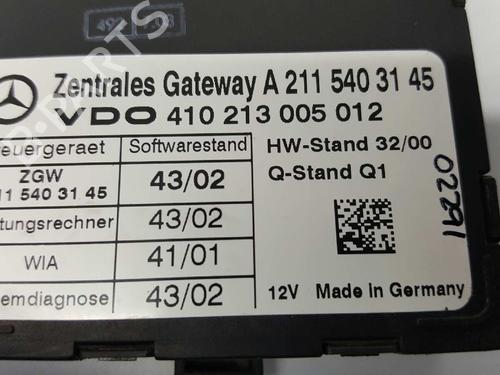 Zentrales Gateway A 211 540 31 45
VDO 410 213 005 012
euergeraet Softwarestand
HW-Stand 32/00
ZGW 43/02
11 540 31 45
Q-Stand Q1
tungsrechner 43/02
WIA 41/01
emdiagnose 43/02
12V Made in Germany
02291
B-PARTS